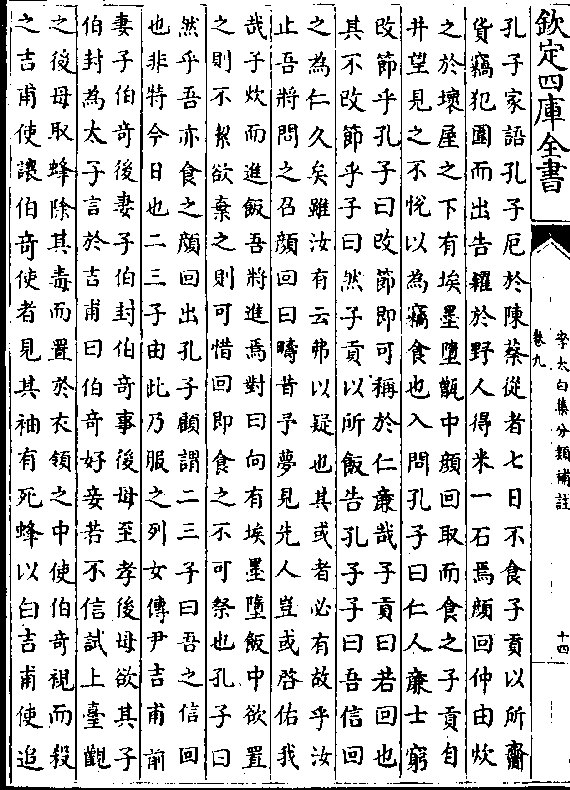 欽定四庫全書
李太白集分類補註
卷九
十四
孔子家語孔子厄於陳蔡從者七日不食子貢以所齎
貨竊犯圍而出告糴於野人得米一石焉顔回仲由炊
之於壞屋之下有埃墨墮甑中顔回取而食之子貢自
井望見之不悅以為竊食也入問孔子曰仁人廉士窮
改節乎孔子曰改節即可稱於仁廉哉子貢曰若回也
其不改節乎子曰然子貢以所飯告孔子子曰吾信回
之為仁久矣雖汝有云弗以疑也其或者必有故乎汝
止吾將問之召顔回曰疇昔予夢見先人豈或啓佑我
哉子炊而進飯吾將進焉對曰向有埃墨墮飯中欲置
之則不潔欲棄之則可惜回即食之不可祭也孔子曰
然乎吾亦食之顔回出孔子顧謂二三子曰吾之信回
也非特今日也二三子由此乃服之列女傳尹吉甫前
妻子伯奇後妻子伯封伯奇事後母至孝後母欲其子
伯封為太子言於吉甫曰伯奇好妾若不信試上臺觀
之後母取蜂除其毒而置於衣領之中使伯奇視而殺
之吉甫使讓伯奇使者見其袖有死蜂以白吉甫使追